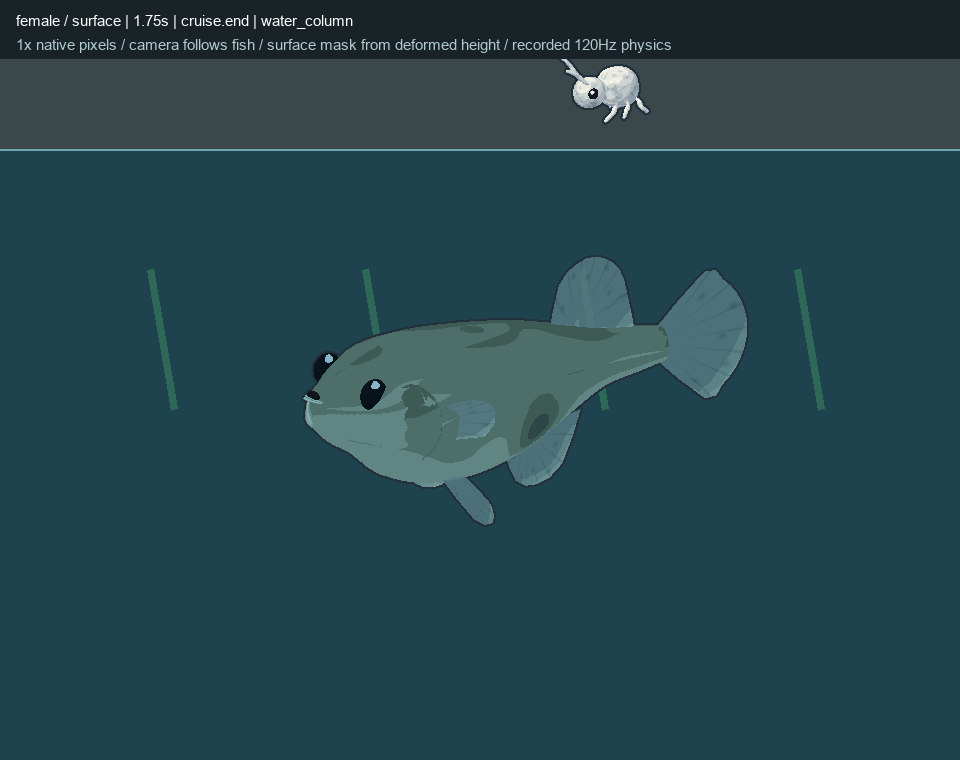 female / surface | 1.75s | cruise.end | water_column
1x native pixels / camera follows fish / surface mask from deformed height / recorded 120Hz physics